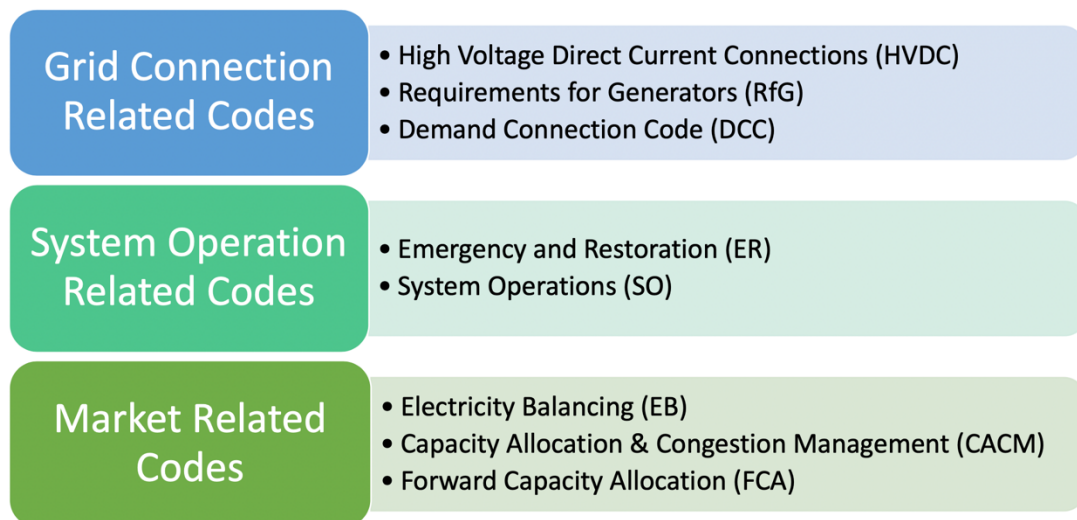 Grid Connection
Related Codes
• High Voltage Direct Current Connections (HVDC)
• Requirements for Generators (RfG)
• Demand Connection Code (DCC)
System Operation
Related Codes
• Emergency and Restoration (ER)
• System Operations (SO)
Market Related
Codes
• Electricity Balancing (EB)
• Capacity Allocation & Congestion Management (CACM)
• Forward Capacity Allocation (FCA)